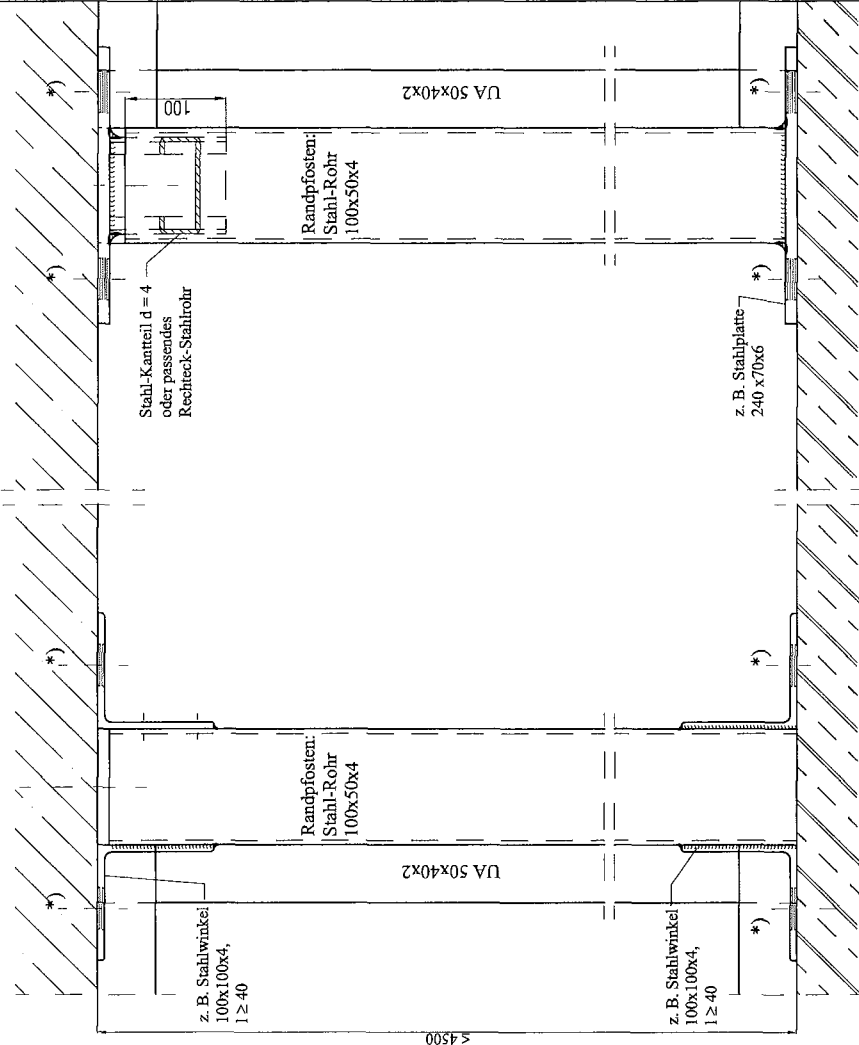 *)
*)
*)
*)
100
UA 50x40x2
Randpfosten:
Stahl-Rohr
100x50x4
Stahl-Kantteil d = 4
oder passendes
Rechteck-Stahlrohr
*)
*)
z. B. Stahlplatte
240 x70x6
Randpfosten:
Stahl-Rohr
100x50x4
UA 50x40x2
*)
*)
z. B. Stahlwinkel
100x100x4,
l ≥ 40
z. B. Stahlwinkel
100x100x4,
l ≥ 40
≤ 4500